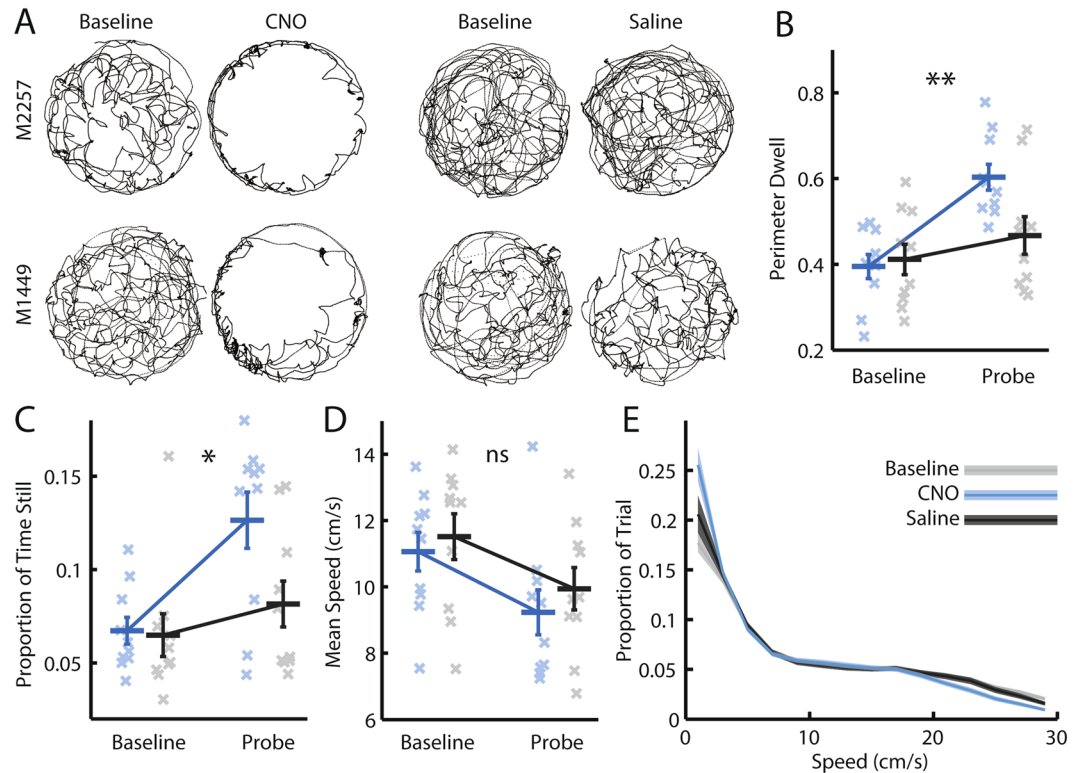 A
Baseline
CNO
Baseline
Saline
M2257
M1449
B
**
Perimeter Dwell
0.8
0.6
0.4
0.2
Baseline
Probe
C
*
Proportion of Time Still
0.15
0.1
0.05
Baseline
Probe
D
ns
Mean Speed (cm/s)
14
12
10
8
6
Baseline
Probe
E
Proportion of Trial
0.25
0.2
0.15
0.1
0.05
0
0
10
20
30
Speed (cm/s)
Baseline
CNO
Saline